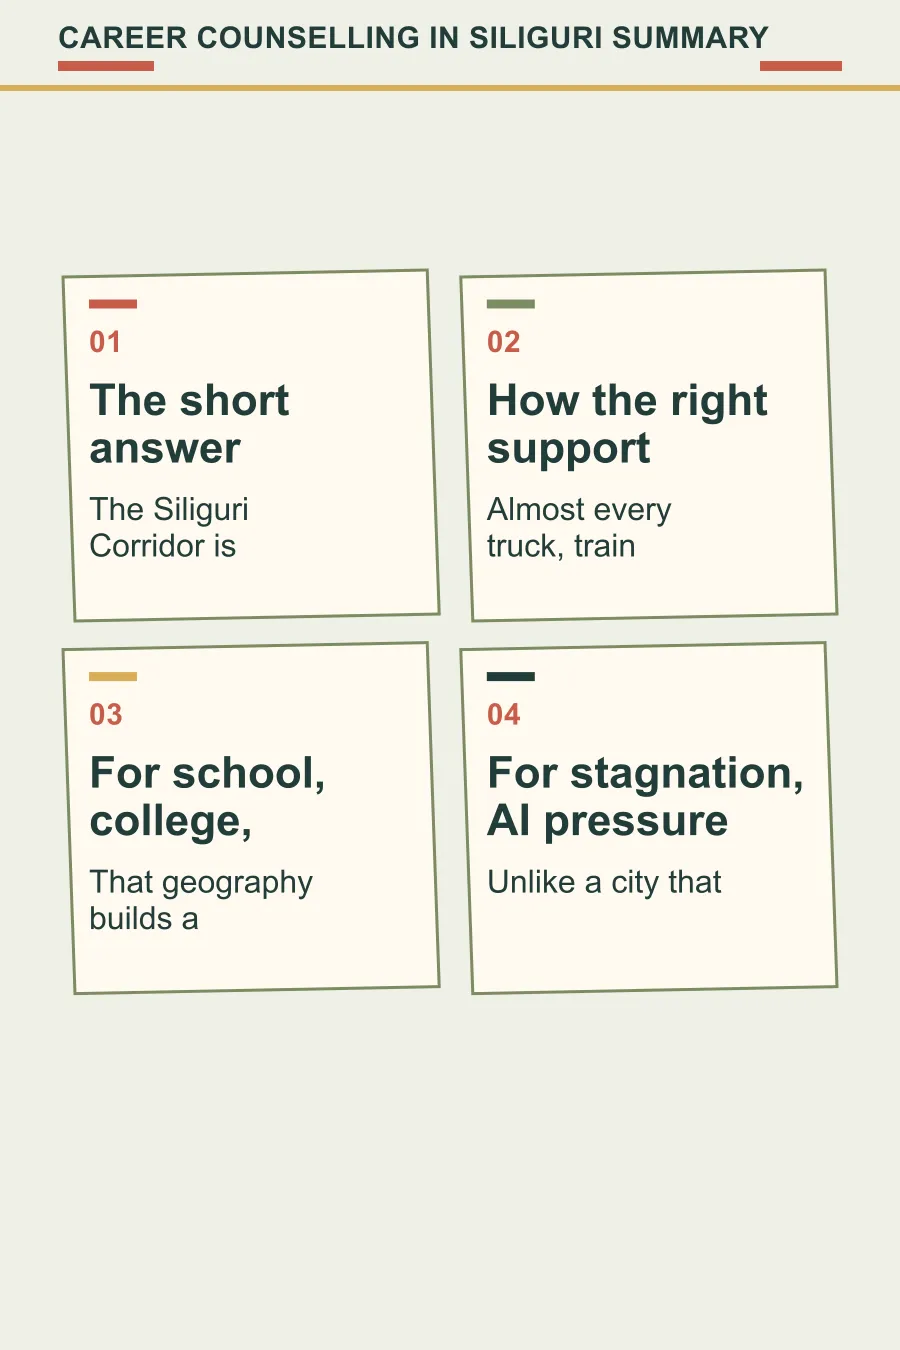 CAREER COUNSELLING IN SILIGURI SUMMARY
01
The short
answer
The Siliguri
Corridor is
02
How the right
support
Almost every
truck, train
03
For school,
college,
That geography
builds a
04
For stagnation,
AI pressure
Unlike a city that